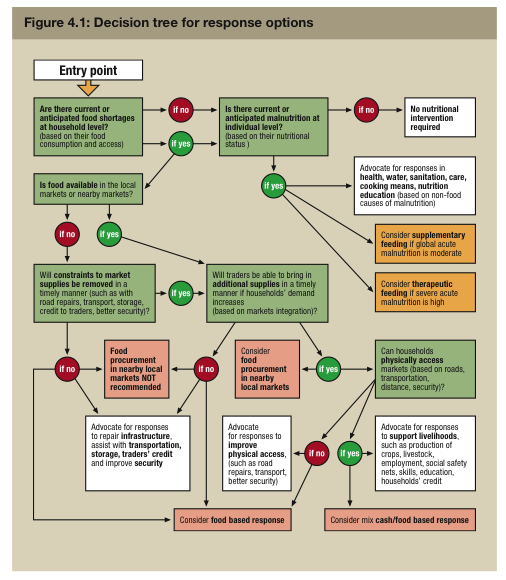 Figure 4.1: Decision tree for response options
Entry point
Are there current or
anticipated food shortages
at household level?
(based on their food
consumption and access)
if no
if yes
Is there current or
anticipated malnutrition at
individual level?
(based on their nutritional
status )
if no
No nutritional
intervention
required
if yes
Advocate for responses in
health, water, sanitation, care,
cooking means, nutrition
education (based on non-food
causes of malnutrition)
Is food available in the local
markets or nearby markets?
if no
if yes
Consider supplementary
feeding if global acute
malnutrition is moderate
Consider therapeutic
feeding if severe acute
malnutrition is high
Will constraints to market
supplies be removed in a
timely manner (such as with
road repairs, transport, storage,
credit to traders, better security)?
if yes
Will traders be able to bring in
additional supplies in a timely
manner if households' demand
increases
(based on markets integration)?
if no
Food
procurement
in nearby local
markets NOT
recommended
if no
Consider
food
procurement
in nearby
local markets
if yes
Can households
physically access
markets (based on roads,
transportation,
distance, security)?
Advocate for responses
to repair infrastructure,
assist with transportation,
storage, traders' credit
and improve security
Advocate
for responses to
improve
physical access,
(such as road
repairs, transport,
better security)
if no
if yes
Advocate for responses
to support livelihoods,
such as production of
crops, livestock,
employment, social safety
nets, skills, education,
households' credit
Consider food based response
Consider mix cash/food based response